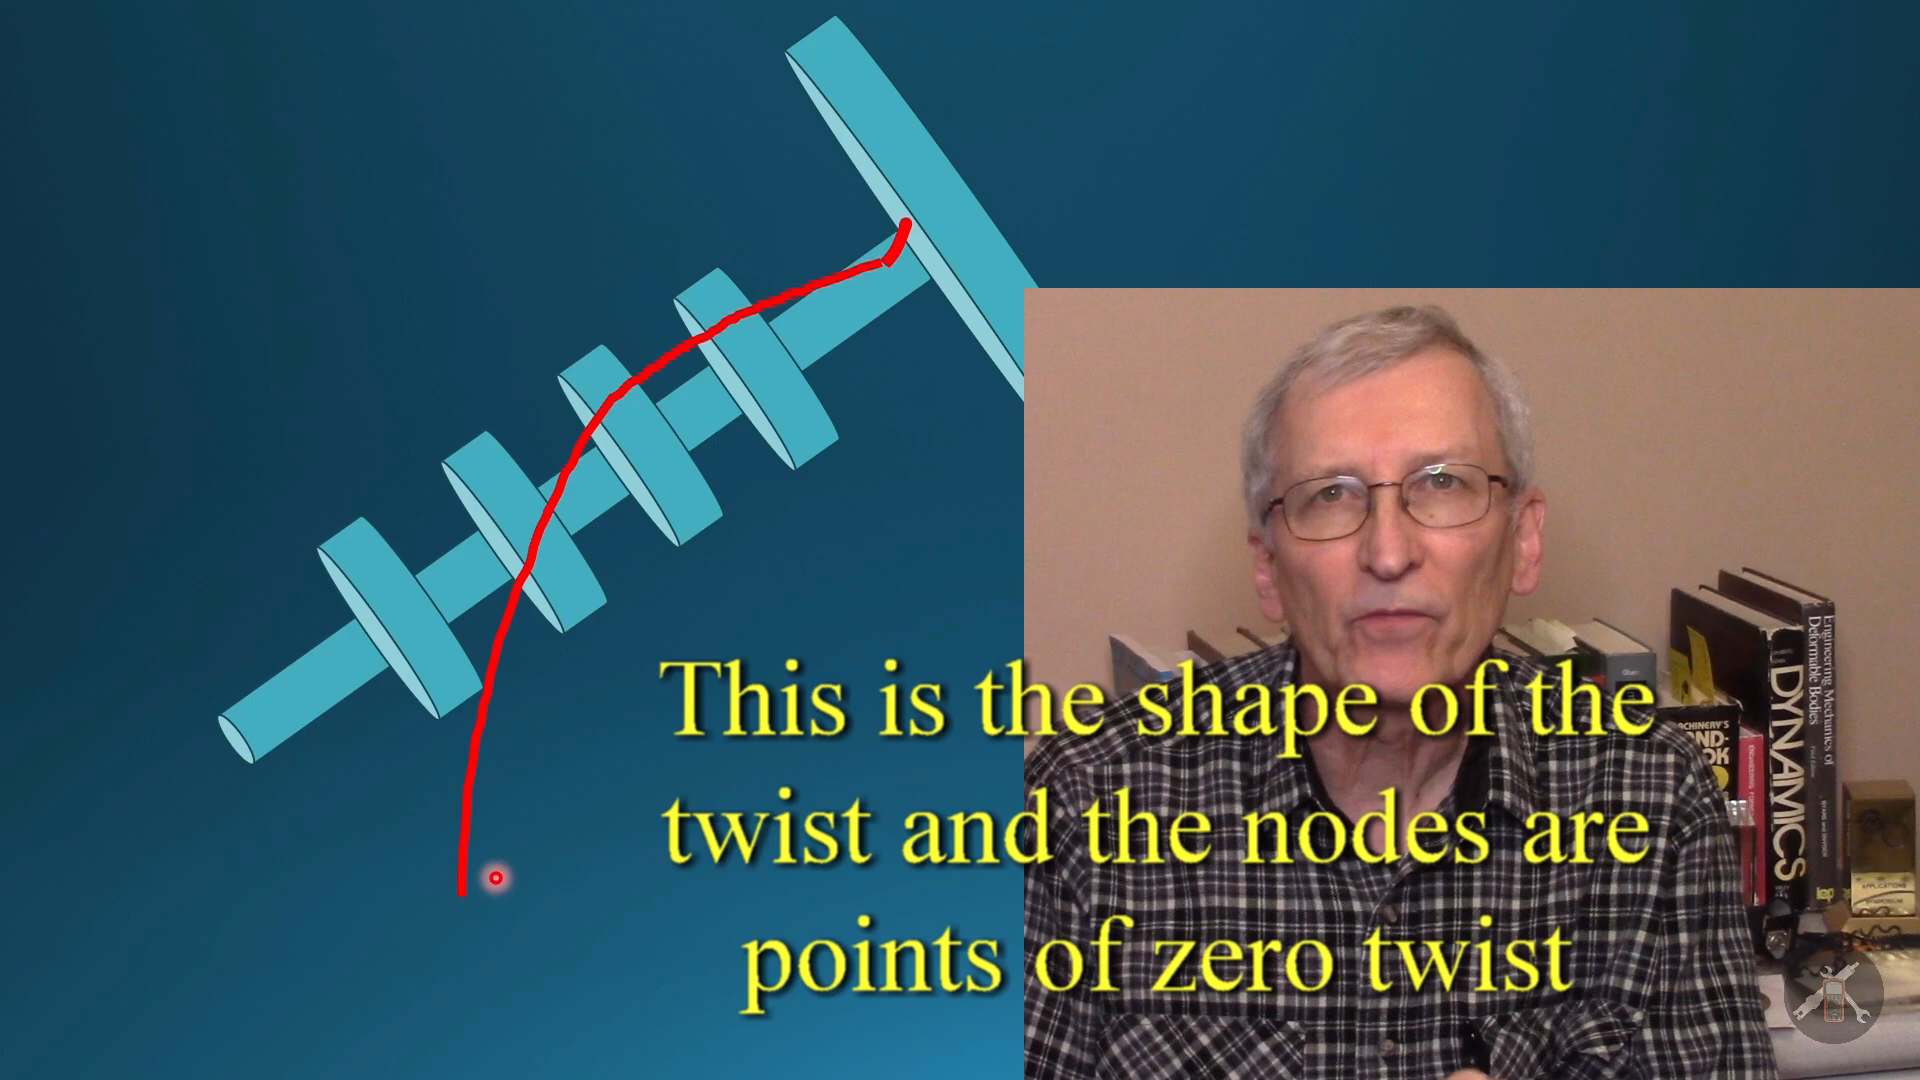 This is the shape of the
twist and the nodes are
points of zero twist
DYNAMICS
Engineering Mechanics of
Deformable Bodies